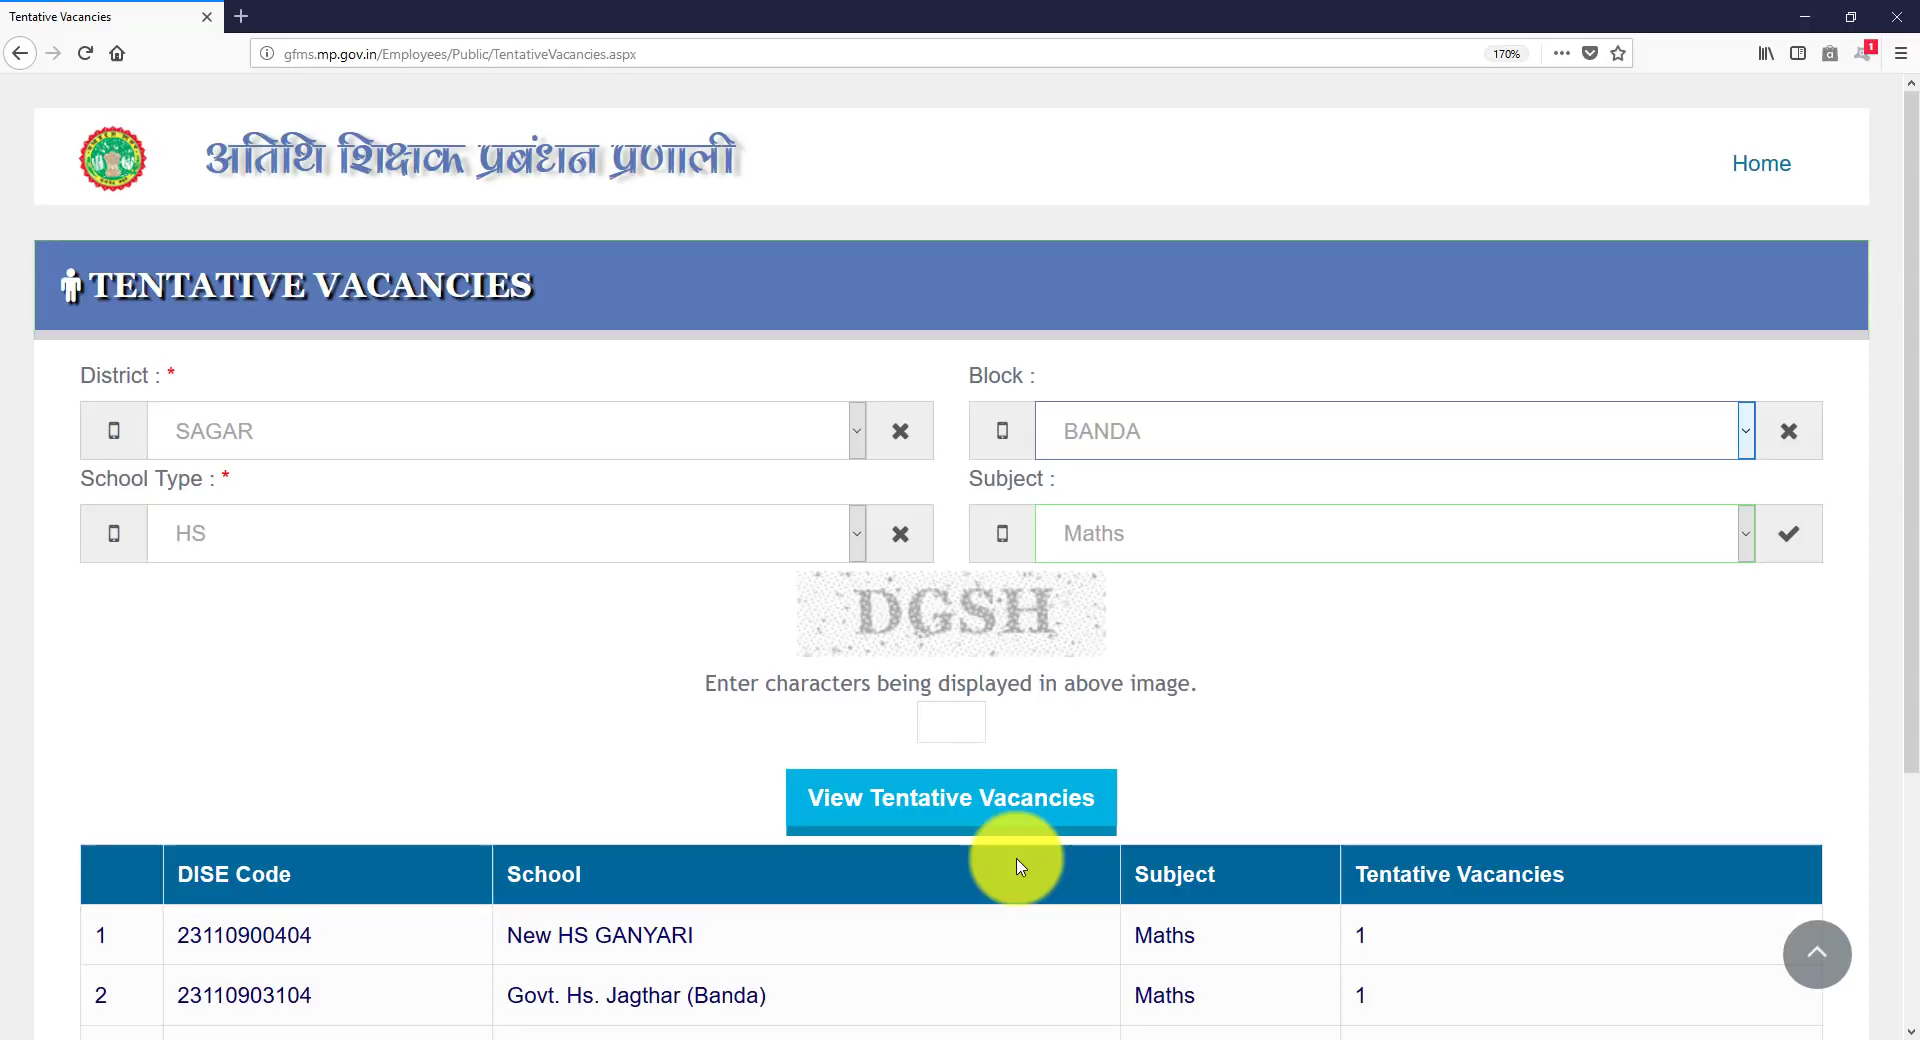 Tentative Vacancies
gfms.mp.gov.in/Employees/Public/TentativeVacancies.aspx
170%
1
अतिथि शिक्षक प्रबंधन प्रणाली
Home
TENTATIVE VACANCIES
District : *
Block :
SAGAR
BANDA
School Type : *
Subject :
HS
Maths
DGSH
Enter characters being displayed in above image.
View Tentative Vacancies
DISE Code School Subject Tentative Vacancies
1 23110900404 New HS GANYARI Maths 1
2 23110903104 Govt. Hs. Jagthar (Banda) Maths 1